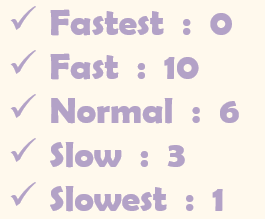 ✓ Fastest : 0
✓ Fast : 10
✓ Normal : 6
✓ Slow : 3
✓ Slowest : 1